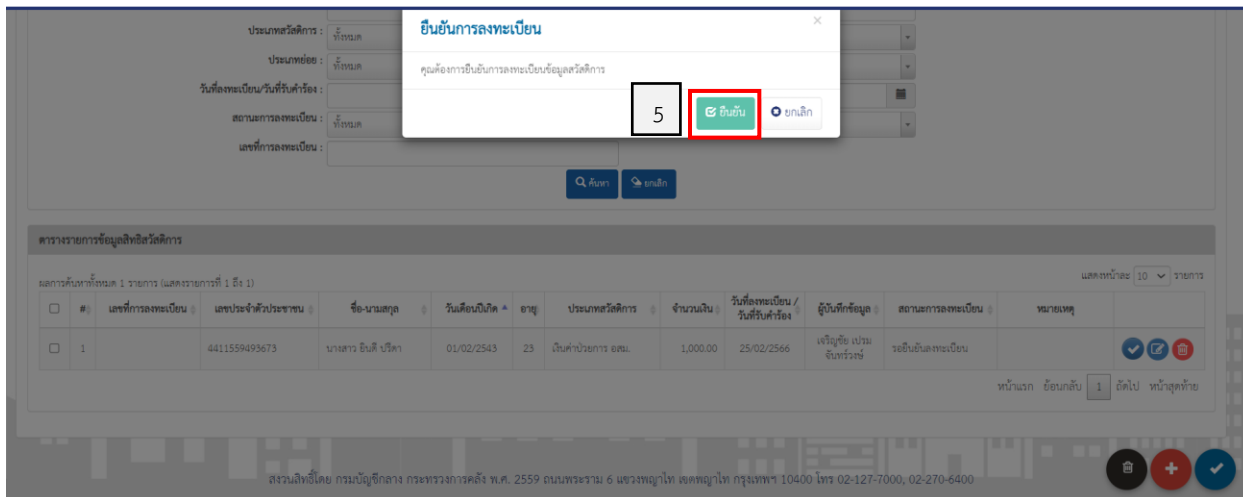 ประเภทสวัสดิการ : ทั้งหมด
ยืนยันการลงทะเบียน ×
ประเภทย่อย : ทั้งหมด
คุณต้องการยืนยันการลงทะเบียนข้อมูลสวัสดิการ
วันที่ลงทะเบียน/วันที่รับคำร้อง :
5 ยืนยัน ยกเลิก
สถานะการลงทะเบียน : ทั้งหมด
เลขที่การลงทะเบียน :
ค้นหา ยกเลิก
ตารางรายการข้อมูลสิทธิสวัสดิการ
ผลการค้นหาทั้งหมด 1 รายการ (แสดงรายการที่ 1 ถึง 1) แสดงหน้าละ 10 รายการ
# เลขที่การลงทะเบียน เลขประจำตัวประชาชน ชื่อ-นามสกุล วันเดือนปีเกิด อายุ ประเภทสวัสดิการ จำนวนเงิน วันที่ลงทะเบียน / วันที่รับคำร้อง ผู้บันทึกข้อมูล สถานะการลงทะเบียน หมายเหตุ
1 4411559493673 นางสาว ยินดี ปรีดา 01/02/2543 23 เงินค่าป่วยการ อสม. 1,000.00 25/02/2566 เจริญชัย เปรมจันทร์วงษ์ รอยืนยันลงทะเบียน
หน้าแรก ย้อนกลับ 1 ถัดไป หน้าสุดท้าย
สงวนลิขสิทธิ์โดย กรมบัญชีกลาง กระทรวงการคลัง พ.ศ. 2559 ถนนพระราม 6 แขวงพญาไท เขตพญาไท กรุงเทพฯ 10400 โทร 02-127-7000, 02-270-6400